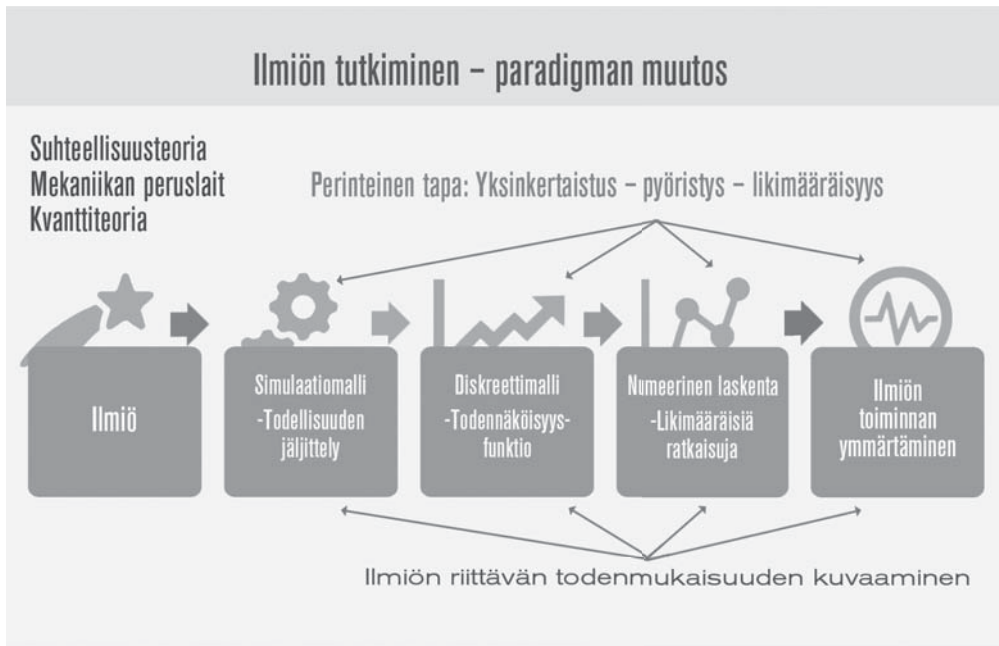 Ilmiön tutkiminen – paradigman muutos
Suhteellisuusteoria
Mekaniikan peruslait
Kvanttiteoria
Perinteinen tapa: Yksinkertaistus – pyöristys – likimääräisyys
Ilmiö
Simulaatiomalli
-Todellisuuden
jäljittely
Diskreettimalli
-Todennäköisyys-
funktio
Numeerinen laskenta
-Likimääräisiä
ratkaisuja
Ilmiön
toiminnan
ymmärtäminen
Ilmiön riittävän todenmukaisuuden kuvaaminen